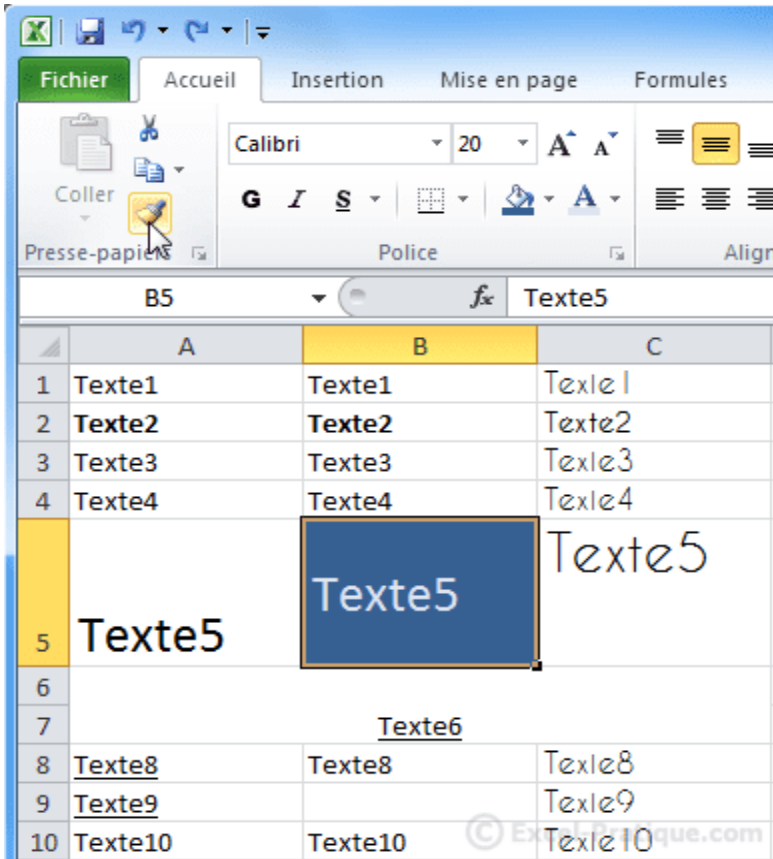 Fichier Accueil Insertion Mise en page Formules
Calibri 20 A A
Coller
G I S A
Presse-papiers Police Align
B5 fx Texte5
A B C
1 Texte1 Texte1 Texte1
2 Texte2 Texte2 Texte2
3 Texte3 Texte3 Texte3
4 Texte4 Texte4 Texte4
5 Texte5 Texte5 Texte5
6
7 Texte6
8 Texte8 Texte8 Texte8
9 Texte9 Texte9
10 Texte10 Texte10 Texte10
© Excel-Pratique.com